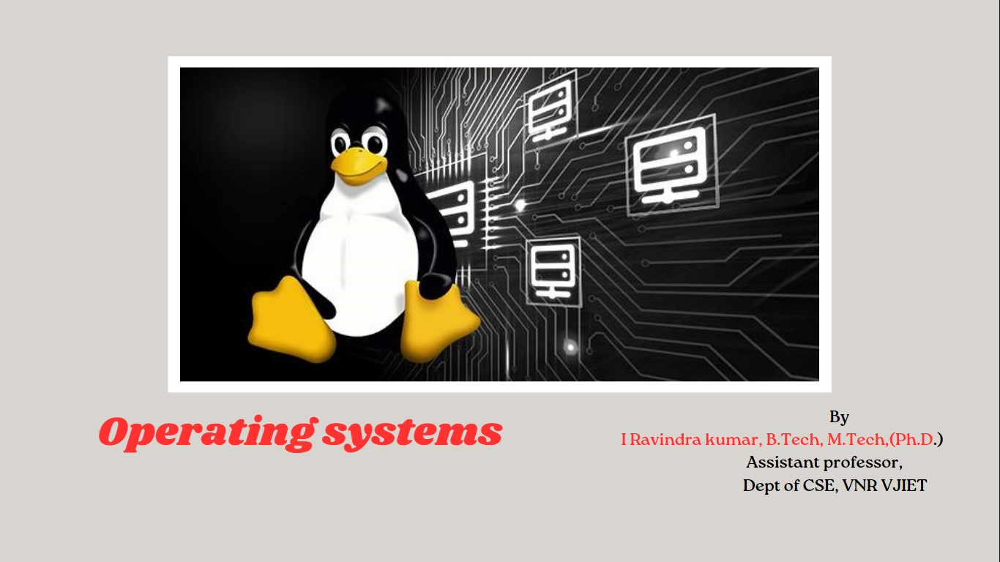 Operating systems
By
I Ravindra kumar, B.Tech, M.Tech,(Ph.D.)
Assistant professor,
Dept of CSE, VNR VJIET